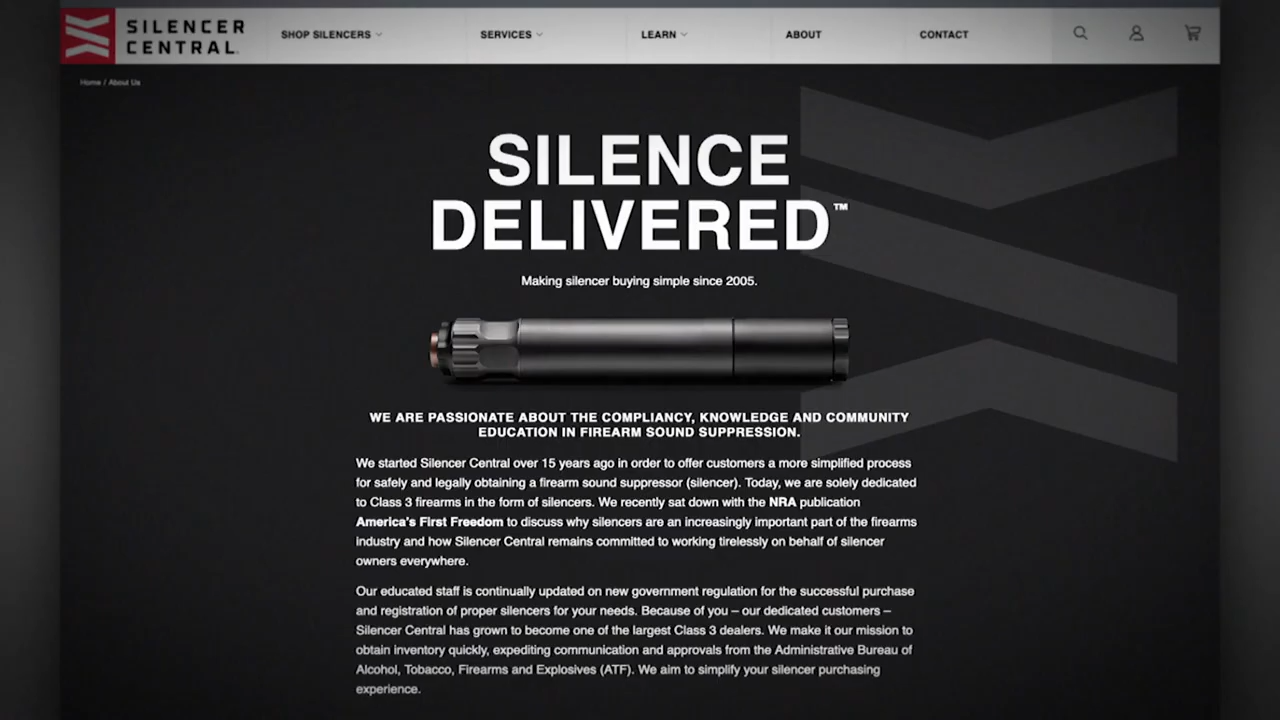 SILENCER
CENTRAL
SHOP SILENCERS
SERVICES
LEARN
ABOUT
CONTACT
Home / About Us
SILENCE
DELIVERED™
Making silencer buying simple since 2005.
WE ARE PASSIONATE ABOUT THE COMPLIANCY, KNOWLEDGE AND COMMUNITY
EDUCATION IN FIREARM SOUND SUPPRESSION.
We started Silencer Central over 15 years ago in order to offer customers a more simplified process
for safely and legally obtaining a firearm sound suppressor (silencer). Today, we are solely dedicated
to Class 3 firearms in the form of silencers. We recently sat down with the NRA publication
America's First Freedom to discuss why silencers are an increasingly important part of the firearms
industry and how Silencer Central remains committed to working tirelessly on behalf of silencer
owners everywhere.
Our educated staff is continually updated on new government regulation for the successful purchase
and registration of proper silencers for your needs. Because of you – our dedicated customers –
Silencer Central has grown to become one of the largest Class 3 dealers. We make it our mission to
obtain inventory quickly, expediting communication and approvals from the Administrative Bureau of
Alcohol, Tobacco, Firearms and Explosives (ATF). We aim to simplify your silencer purchasing
experience.